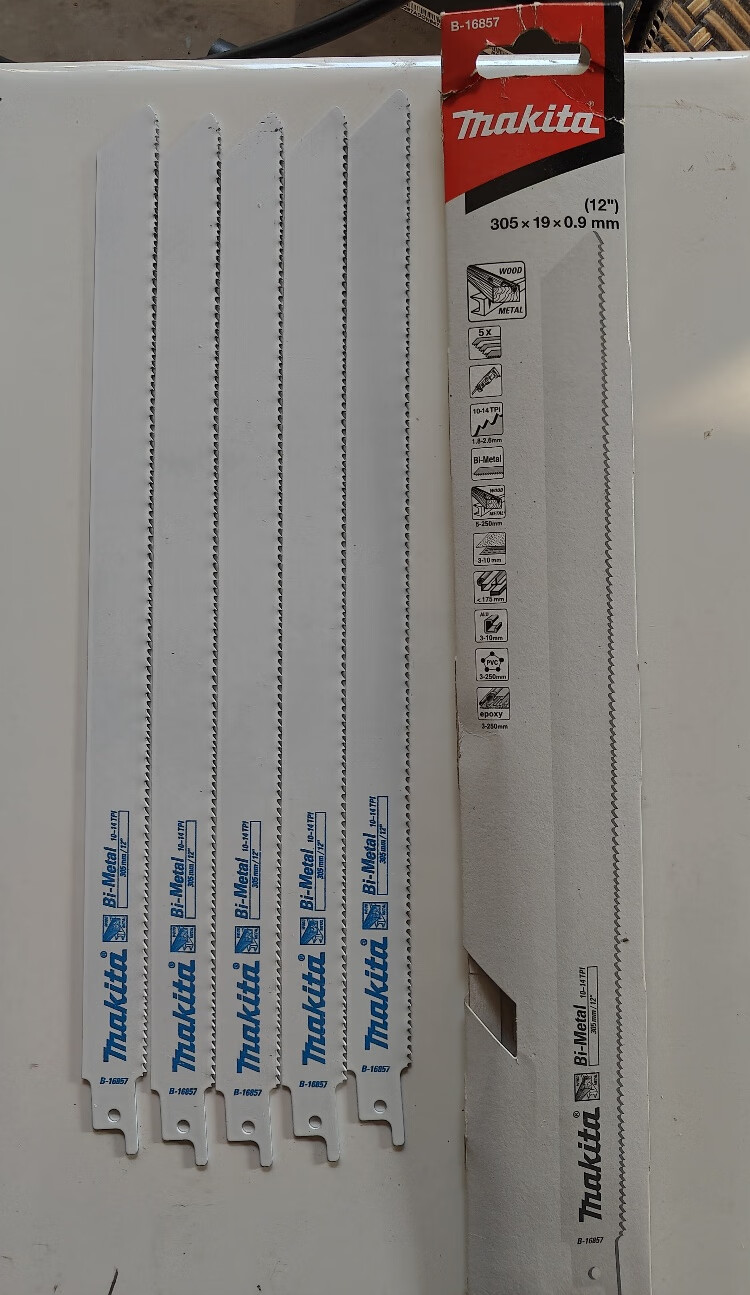 B-16857
Makita
(12")
305 × 19 × 0.9 mm
WOOD
METAL
5X
10-14 TPI
1.8-2.6mm
Bi-Metal
WOOD
METAL
6-250mm
3-10 mm
<175 mm
ALU
3-10mm
PVC
3-250mm
epoxy
3-250mm
Makita® Bi-Metal 10-14 TPI
305 mm / 12"
B-16857
Makita® Bi-Metal 10-14 TPI
305 mm / 12"
B-16857
Makita® Bi-Metal 10-14 TPI
305 mm / 12"
B-16857
Makita® Bi-Metal 10-14 TPI
305 mm / 12"
B-16857
Makita® Bi-Metal 10-14 TPI
305 mm / 12"
B-16857
Makita® Bi-Metal 10-14 TPI
305 mm / 12"
B-16857